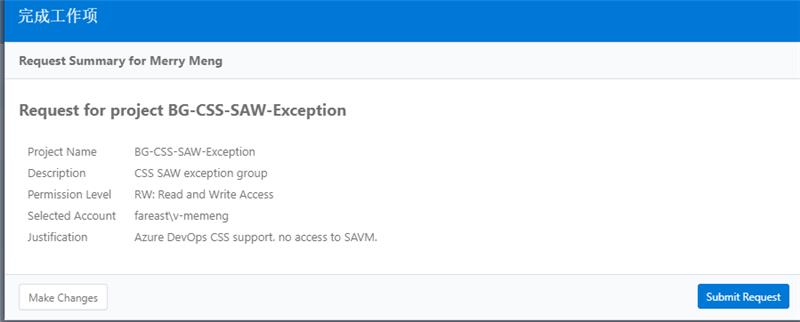 完成工作项
Request Summary for Merry Meng
Request for project BG-CSS-SAW-Exception
Project Name BG-CSS-SAW-Exception
Description CSS SAW exception group
Permission Level RW: Read and Write Access
Selected Account fareast\v-memeng
Justification Azure DevOps CSS support. no access to SAVM.
Make Changes Submit Request